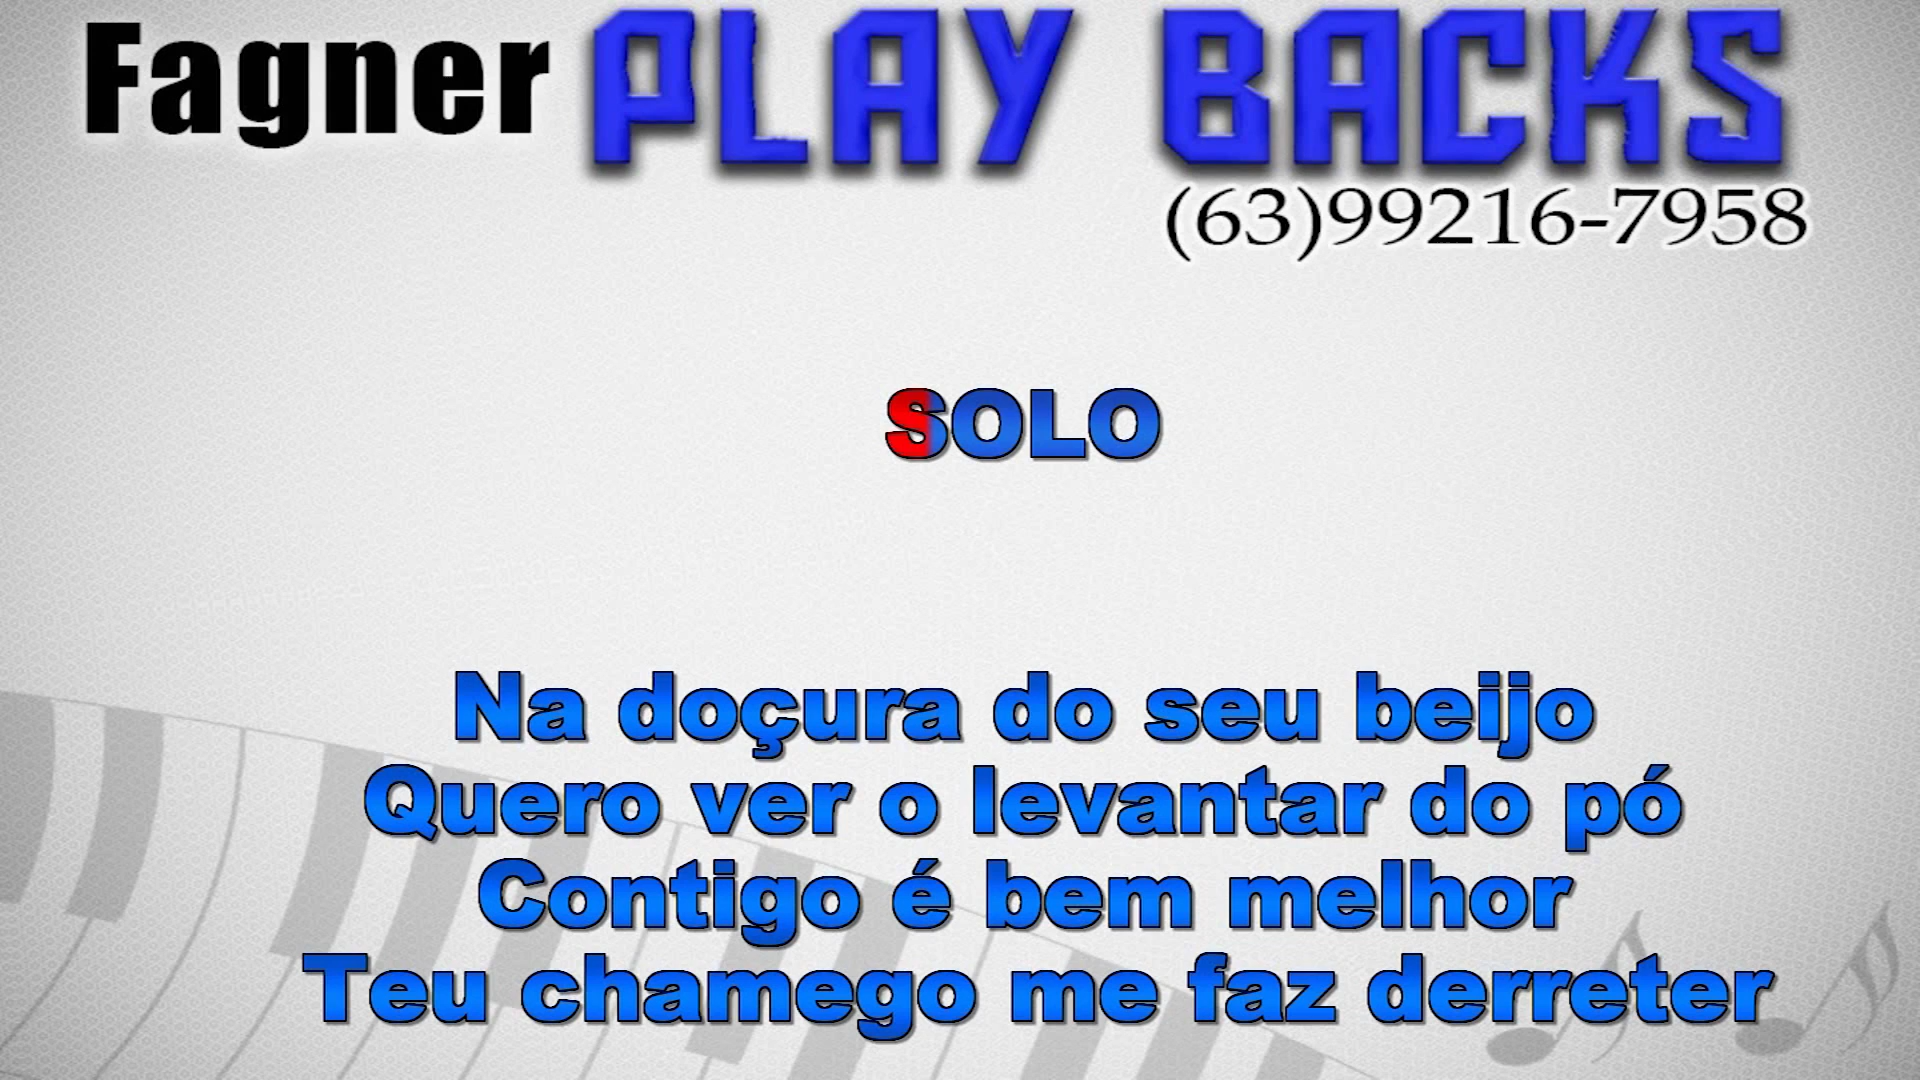 Fagner PLAY BACKS
(63)99216-7958
SOLO
Na doçura do seu beijo
Quero ver o levantar do pó
Contigo é bem melhor
Teu chamego me faz derreter